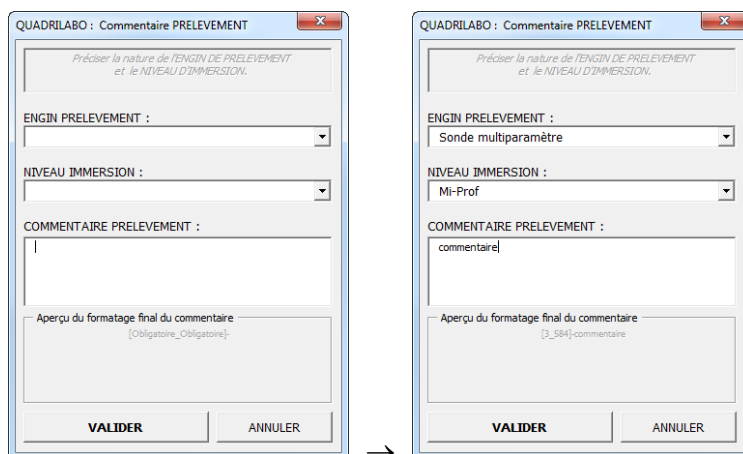 QUADRILABO : Commentaire PRELEVEMENT
Préciser la nature de l'ENGIN DE PRELEVEMENT
et le NIVEAU D'IMMERSION.
ENGIN PRELEVEMENT :
NIVEAU IMMERSION :
COMMENTAIRE PRELEVEMENT :
Aperçu du formatage final du commentaire
[Obligatoire_Obligatoire]-
VALIDER
ANNULER
→
QUADRILABO : Commentaire PRELEVEMENT
Préciser la nature de l'ENGIN DE PRELEVEMENT
et le NIVEAU D'IMMERSION.
ENGIN PRELEVEMENT :
Sonde multiparamètre
NIVEAU IMMERSION :
Mi-Prof
COMMENTAIRE PRELEVEMENT :
commentaire
Aperçu du formatage final du commentaire
[3_584]-commentaire
VALIDER
ANNULER